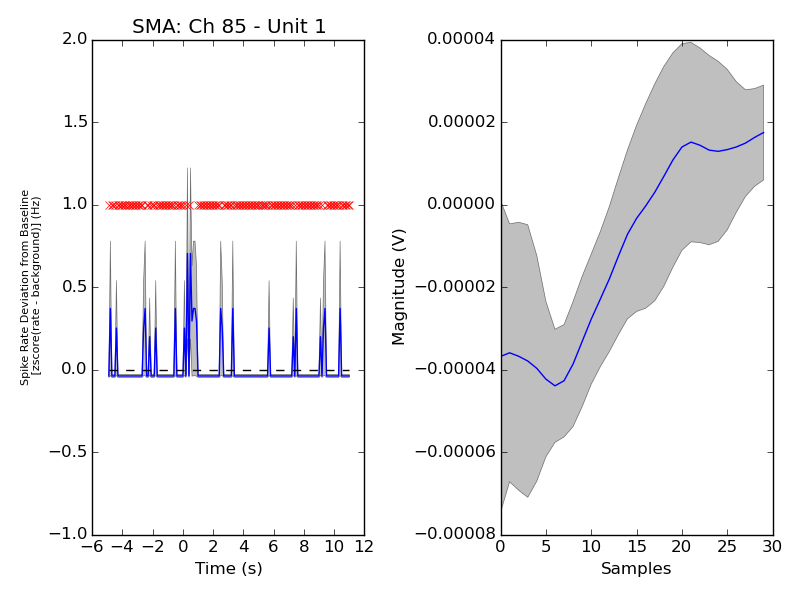 SMA: Ch 85 - Unit 1
2.0
1.5
1.0
0.5
0.0
−0.5
−1.0
−6 −4 −2 0 2 4 6 8 10 12
Time (s)
Spike Rate Deviation from Baseline
[zscore(rate - background)] (Hz)
0.00004
0.00002
0.00000
−0.00002
−0.00004
−0.00006
−0.00008
0 5 10 15 20 25 30
Samples
Magnitude (V)